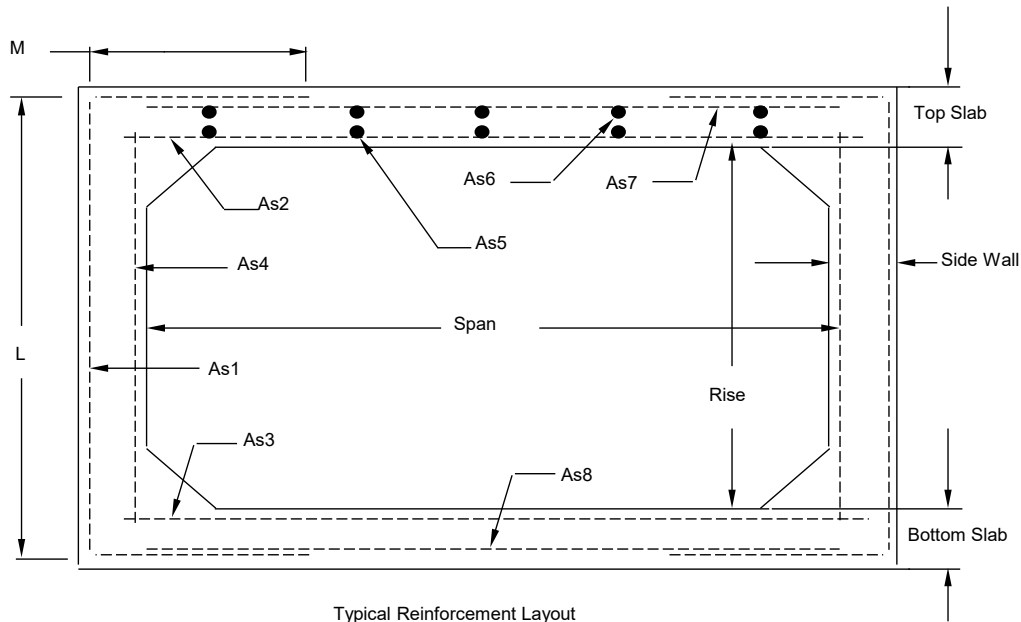 M
Top Slab
As6
As7
As2
As5
As4
Side Wall
Span
L
As1
Rise
As3
As8
Bottom Slab
Typical Reinforcement Layout